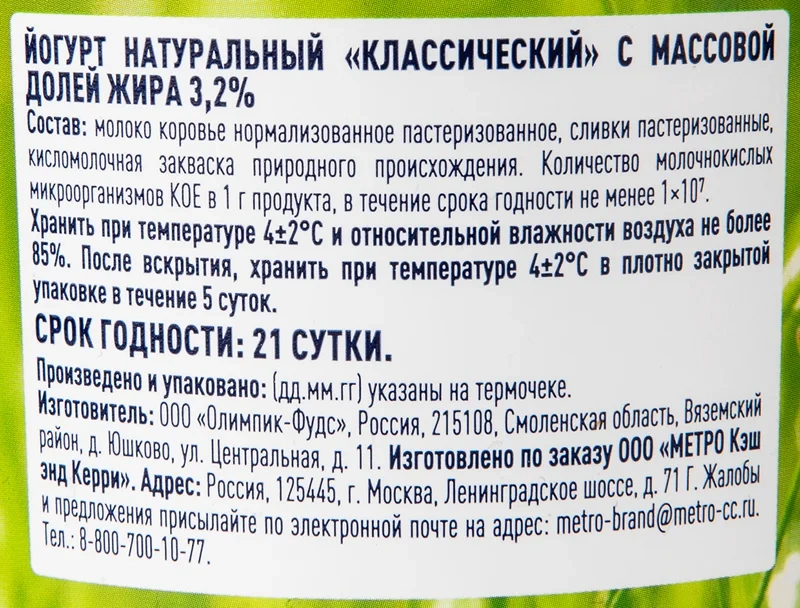 ЙОГУРТ НАТУРАЛЬНЫЙ «КЛАССИЧЕСКИЙ» С МАССОВОЙ
ДОЛЕЙ ЖИРА 3,2%
Состав: молоко коровье нормализованное пастеризованное, сливки пастеризованные,
кисломолочная закваска природного происхождения. Количество молочнокислых
микроорганизмов КОЕ в 1 г продукта, в течение срока годности не менее 1×10⁷.
Хранить при температуре 4±2°С и относительной влажности воздуха не более
85%. После вскрытия, хранить при температуре 4±2°С в плотно закрытой
упаковке в течение 5 суток.
СРОК ГОДНОСТИ: 21 СУТКИ.
Произведено и упаковано: (дд.мм.гг) указаны на термочеке.
Изготовитель: ООО «Олимпик-Фудс», Россия, 215108, Смоленская область, Вяземский
район, д. Юшково, ул. Центральная, д. 11. Изготовлено по заказу ООО «МЕТРО Кэш
энд Керри». Адрес: Россия, 125445, г. Москва, Ленинградское шоссе, д. 71 Г. Жалобы
и предложения присылайте по электронной почте на адрес: metro-brand@metro-cc.ru.
Тел.: 8-800-700-10-77.